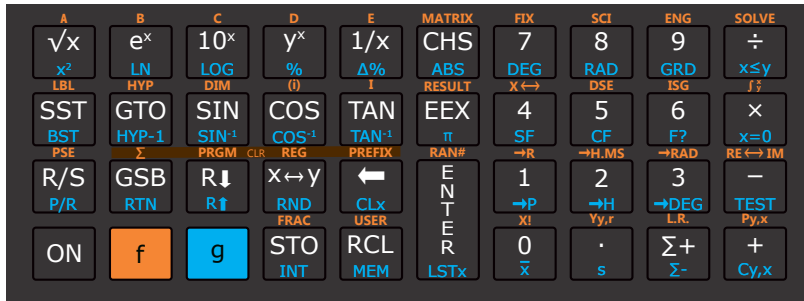 A B C D E MATRIX FIX SCI ENG SOLVE
√x eˣ 10ˣ yˣ 1/x CHS 7 8 9 ÷
x² LN LOG % Δ% ABS DEG RAD GRD x≤y
LBL HYP DIM (i) I RESULT X↔ DSE ISG ∫ˣy
SST GTO SIN COS TAN EEX 4 5 6 ×
BST HYP-1 SIN⁻¹ COS⁻¹ TAN⁻¹ π SF CF F? x=0
PSE Σ PRGM CLR REG PREFIX RAN# →R →H.MS →RAD RE↔IM
R/S GSB R⬇ x↔y ⬅ ENTER 1 2 3 −
P/R RTN R⬆ RND CLx →P →H →DEG TEST
FRAC USER X! Yy,r L.R. Py,x
ON f g STO RCL 0 · Σ+ +
INT MEM LSTx x̅ s Σ- Cy,x